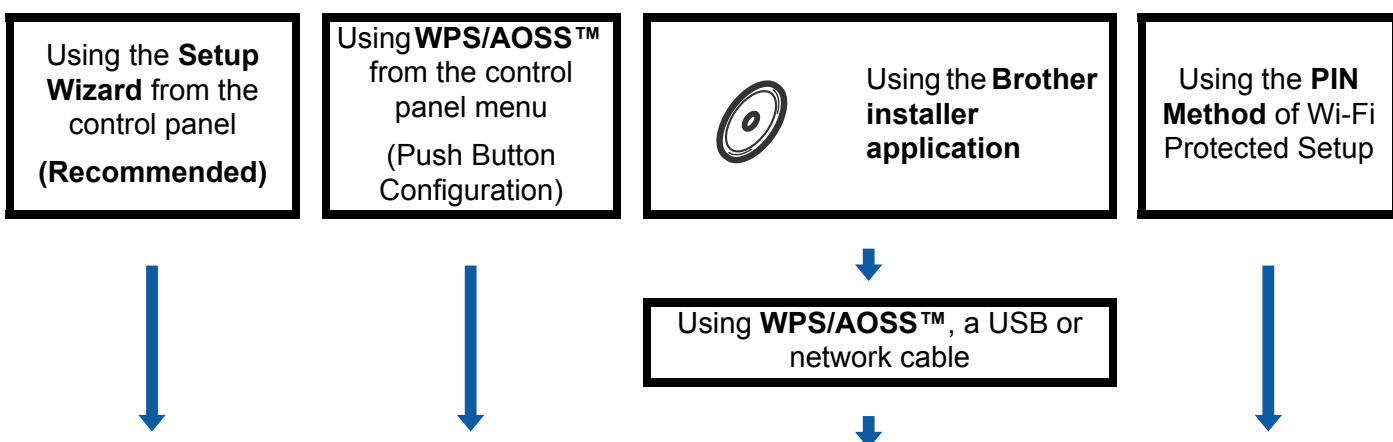 Using the Setup
Wizard from the
control panel
(Recommended)
Using WPS/AOSS™
from the control
panel menu
(Push Button
Configuration)
Using the Brother
installer
application
Using the PIN
Method of Wi-Fi
Protected Setup
Using WPS/AOSS™, a USB or
network cable